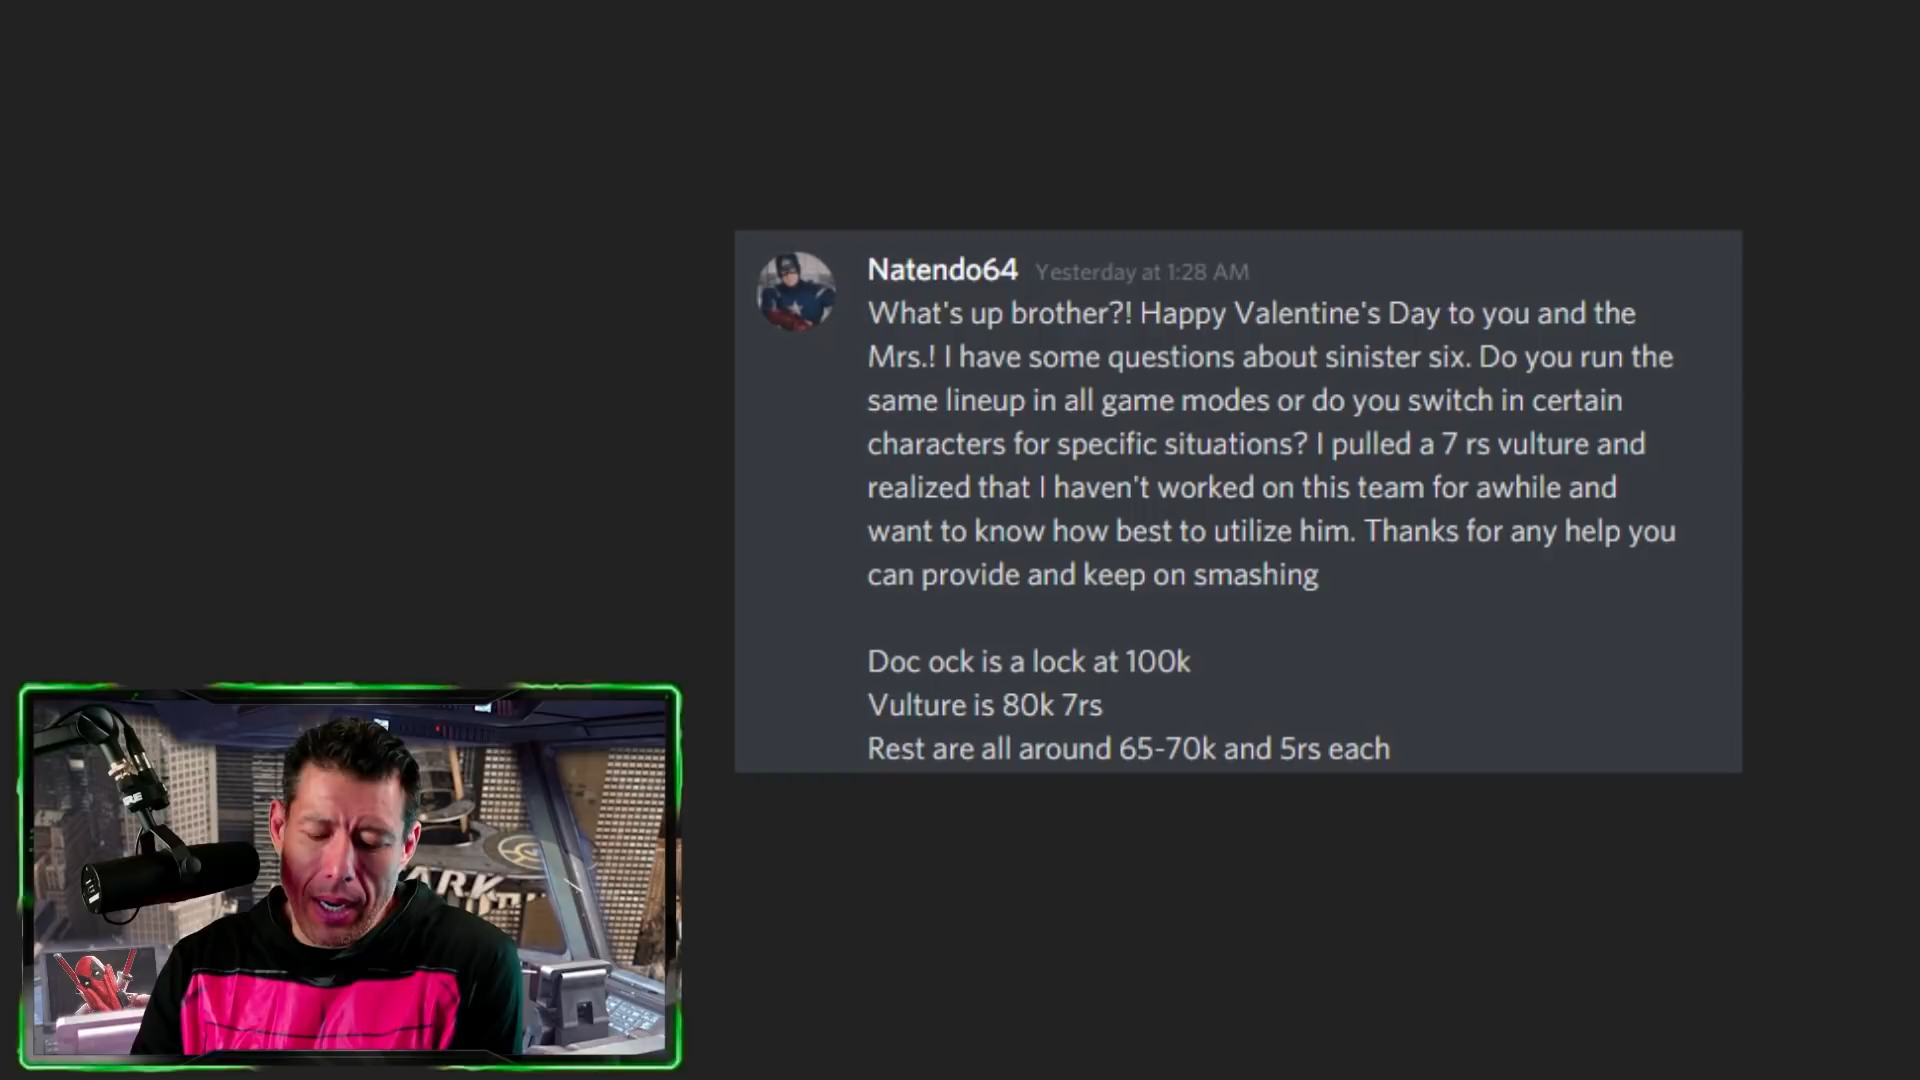 Natendo64 Yesterday at 1:28 AM
What's up brother?! Happy Valentine's Day to you and the
Mrs.! I have some questions about sinister six. Do you run the
same lineup in all game modes or do you switch in certain
characters for specific situations? I pulled a 7 rs vulture and
realized that I haven't worked on this team for awhile and
want to know how best to utilize him. Thanks for any help you
can provide and keep on smashing
Doc ock is a lock at 100k
Vulture is 80k 7rs
Rest are all around 65-70k and 5rs each
ARK